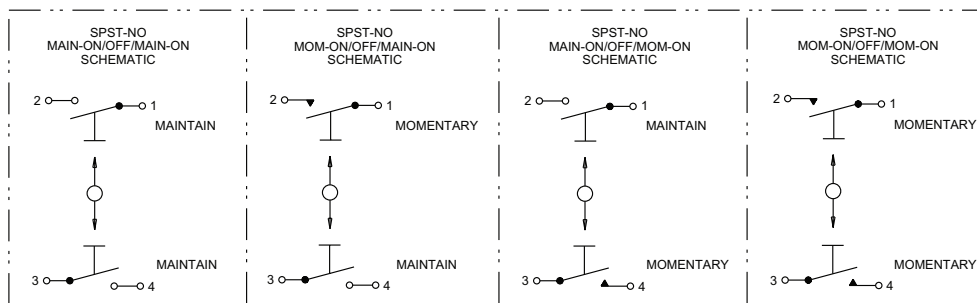 SPST-NO
MAIN-ON/OFF/MAIN-ON
SCHEMATIC
2
1
MAINTAIN
3
4
MAINTAIN
SPST-NO
MOM-ON/OFF/MAIN-ON
SCHEMATIC
2
1
MOMENTARY
3
4
MAINTAIN
SPST-NO
MAIN-ON/OFF/MOM-ON
SCHEMATIC
2
1
MAINTAIN
3
4
MOMENTARY
SPST-NO
MOM-ON/OFF/MOM-ON
SCHEMATIC
2
1
MOMENTARY
3
4
MOMENTARY